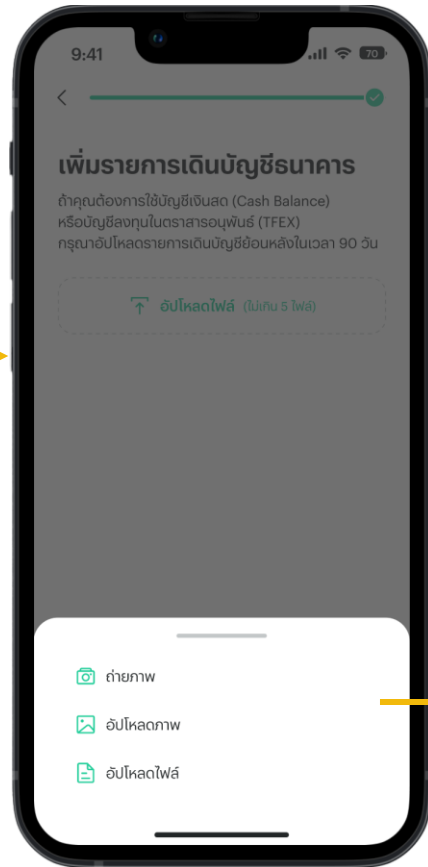 9:41
70
เพิ่มรายการเดินบัญชีธนาคาร
ถ้าคุณต้องการใช้บัญชีเงินสด (Cash Balance)
หรือบัญชีลงทุนในตราสารอนุพันธ์ (TFEX)
กรุณาอัปโหลดรายการเดินบัญชีย้อนหลังในเวลา 90 วัน
อัปโหลดไฟล์ (ไม่เกิน 5 ไฟล์)
ถ่ายภาพ
อัปโหลดภาพ
อัปโหลดไฟล์